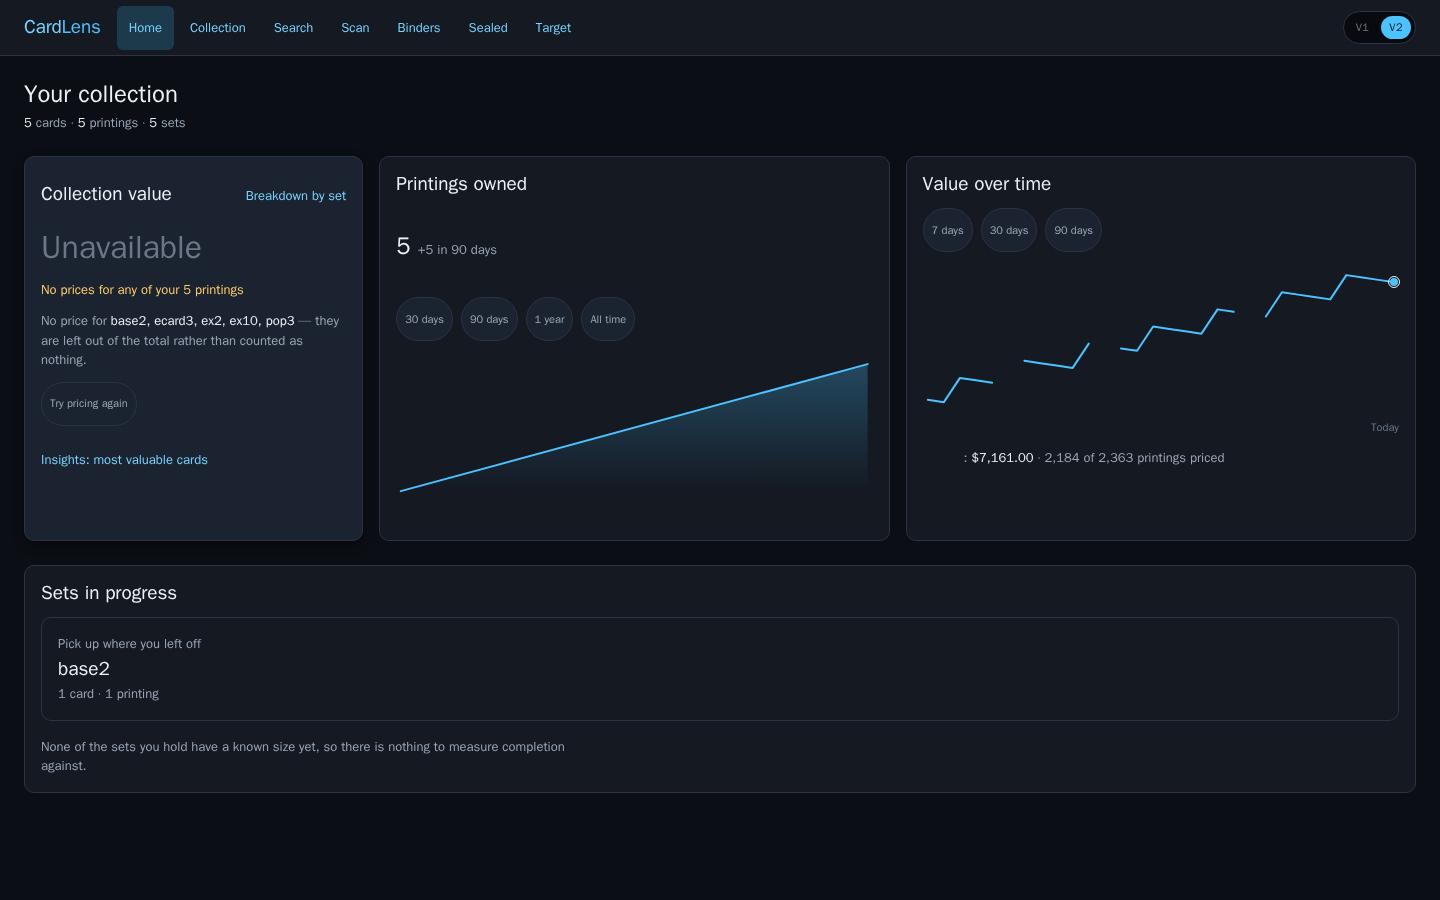 CardLens Home Collection Search Scan Binders Sealed Target V1 V2
Your collection
5 cards · 5 printings · 5 sets
Collection value Breakdown by set
Unavailable
No prices for any of your 5 printings
No price for base2, ecard3, ex2, ex10, pop3 — they
are left out of the total rather than counted as
nothing.
Try pricing again
Insights: most valuable cards
Printings owned
5 +5 in 90 days
30 days 90 days 1 year All time
Value over time
7 days 30 days 90 days
Today
: $7,161.00 · 2,184 of 2,363 printings priced
Sets in progress
Pick up where you left off
base2
1 card · 1 printing
None of the sets you hold have a known size yet, so there is nothing to measure completion
against.